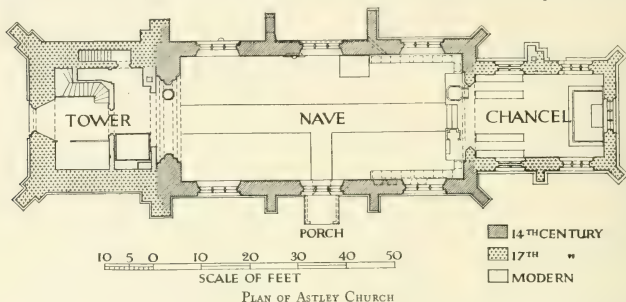 TOWER NAVE CHANCEL
PORCH
14TH CENTURY
17TH "
MODERN
10 5 0 10 20 30 40 50
SCALE OF FEET
PLAN OF ASTLEY CHURCH